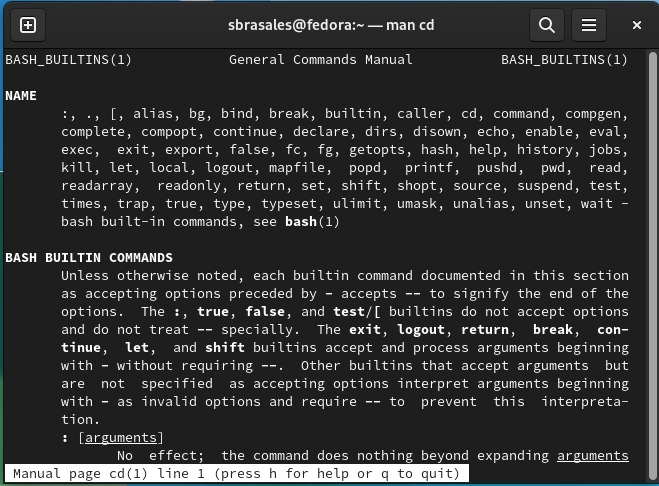 sbrasales@fedora:~ — man cd
BASH_BUILTINS(1) General Commands Manual BASH_BUILTINS(1)
NAME
:, ., [, alias, bg, bind, break, builtin, caller, cd, command, compgen,
complete, compopt, continue, declare, dirs, disown, echo, enable, eval,
exec, exit, export, false, fc, fg, getopts, hash, help, history, jobs,
kill, let, local, logout, mapfile, popd, printf, pushd, pwd, read,
readarray, readonly, return, set, shift, shopt, source, suspend, test,
times, trap, true, type, typeset, ulimit, umask, unalias, unset, wait -
bash built-in commands, see bash(1)
BASH BUILTIN COMMANDS
Unless otherwise noted, each builtin command documented in this section
as accepting options preceded by - accepts -- to signify the end of the
options. The :, true, false, and test/[ builtins do not accept options
and do not treat -- specially. The exit, logout, return, break, con-
tinue, let, and shift builtins accept and process arguments beginning
with - without requiring --. Other builtins that accept arguments but
are not specified as accepting options interpret arguments beginning
with - as invalid options and require -- to prevent this interpreta-
tion.
: [arguments]
No effect; the command does nothing beyond expanding arguments
Manual page cd(1) line 1 (press h for help or q to quit)